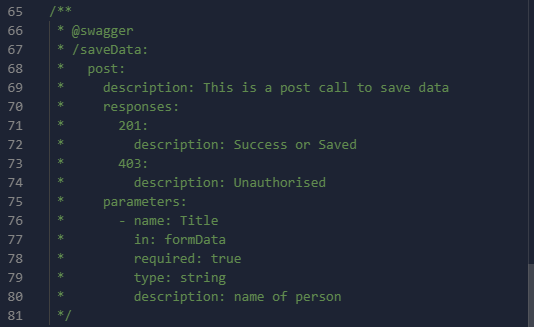 65 /**
66  * @swagger
67  * /saveData:
68  *   post:
69  *     description: This is a post call to save data
70  *     responses:
71  *       201:
72  *         description: Success or Saved
73  *       403:
74  *         description: Unauthorised
75  *     parameters:
76  *       - name: Title
77  *         in: formData
78  *         required: true
79  *         type: string
80  *         description: name of person
81  */